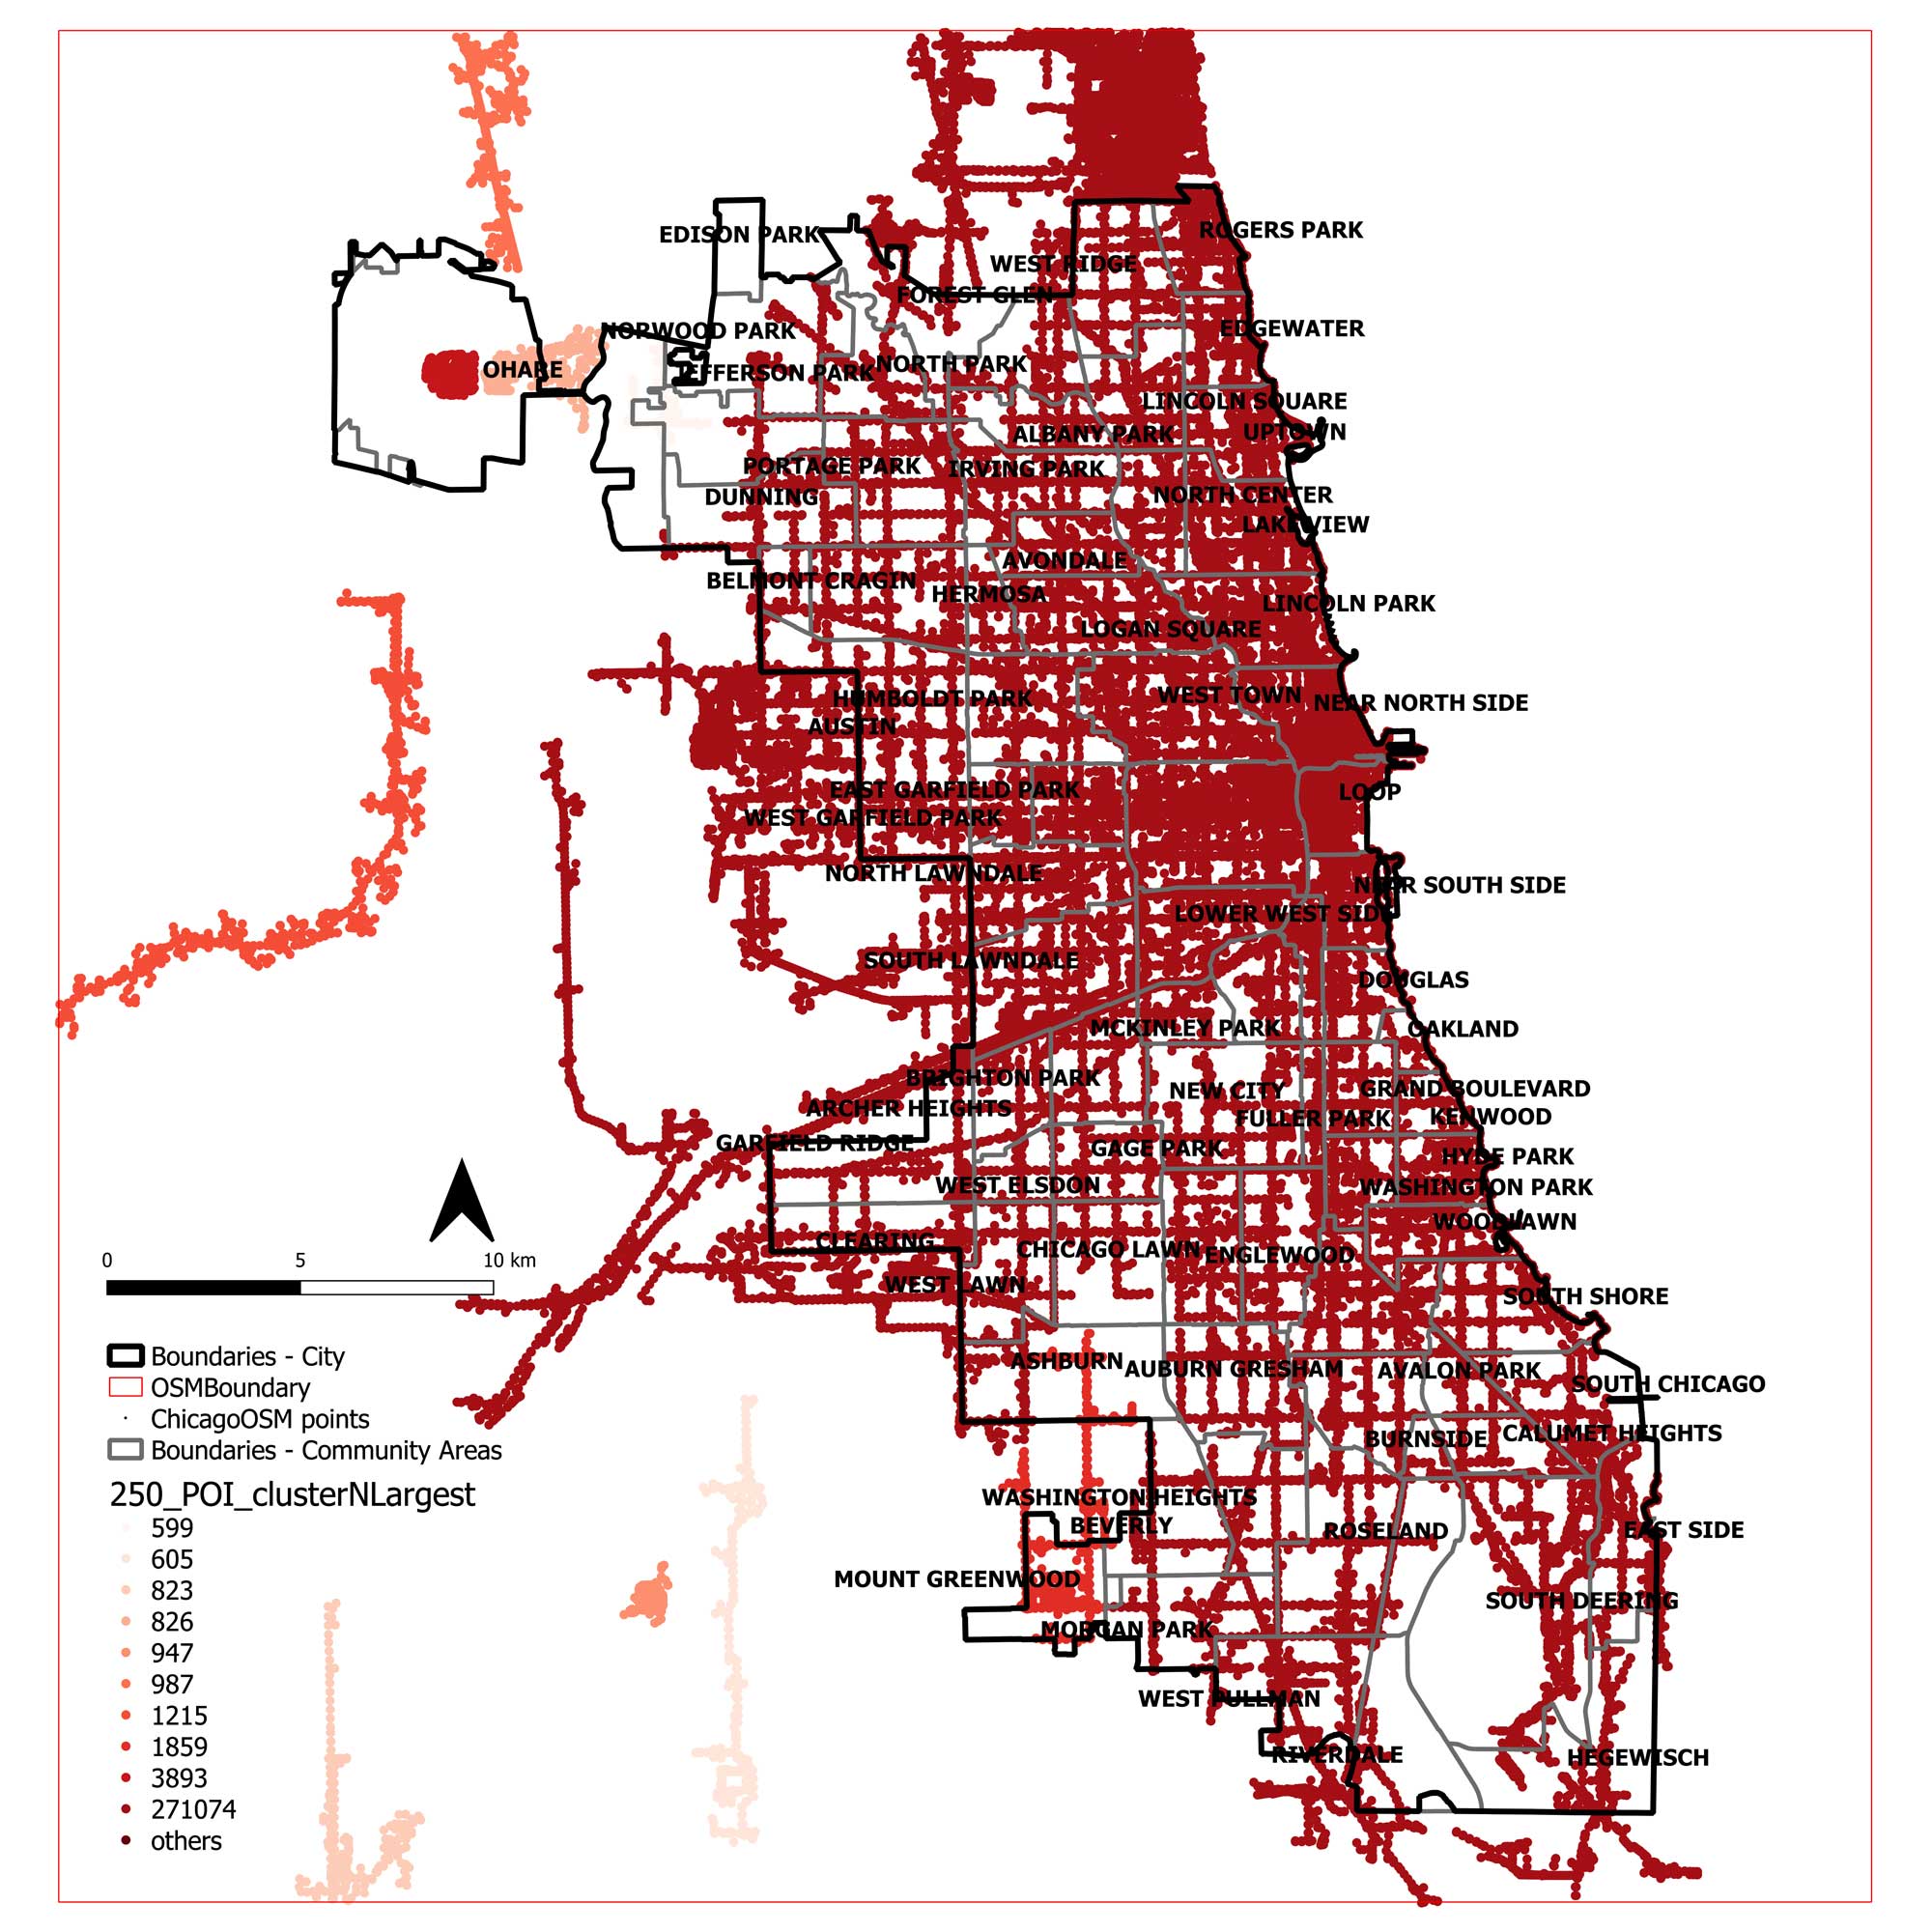 ROGERS PARK
EDISON PARK
WEST RIDGE
FOREST GLEN
EDGEWATER
NORWOOD PARK
NORTH PARK
OHARE
JEFFERSON PARK
LINCOLN SQUARE
UPTOWN
ALBANY PARK
PORTAGE PARK
IRVING PARK
DUNNING
NORTH CENTER
LAKEVIEW
AVONDALE
BELMONT CRAGIN
HERMOSA
LINCOLN PARK
LOGAN SQUARE
HUMBOLDT PARK
WEST TOWN
NEAR NORTH SIDE
AUSTIN
EAST GARFIELD PARK
LOOP
WEST GARFIELD PARK
NORTH LAWNDALE
NEAR SOUTH SIDE
LOWER WEST SIDE
SOUTH LAWNDALE
DOUGLAS
MCKINLEY PARK
OAKLAND
BRIGHTON PARK
NEW CITY
GRAND BOULEVARD
ARCHER HEIGHTS
FULLER PARK
KENWOOD
GARFIELD RIDGE
GAGE PARK
HYDE PARK
WEST ELSDON
WASHINGTON PARK
WOODLAWN
CLEARING
CHICAGO LAWN
ENGLEWOOD
WEST LAWN
SOUTH SHORE
ASHBURN
AUBURN GRESHAM
AVALON PARK
SOUTH CHICAGO
BURNSIDE
CALUMET HEIGHTS
WASHINGTON HEIGHTS
BEVERLY
ROSELAND
EAST SIDE
MOUNT GREENWOOD
SOUTH DEERING
MORGAN PARK
WEST PULLMAN
RIVERDALE
HEGEWISCH
0 5 10 km
Boundaries - City
OSMBoundary
ChicagoOSM points
Boundaries - Community Areas
250_POI_clusterNLargest
599
605
823
826
947
987
1215
1859
3893
271074
others